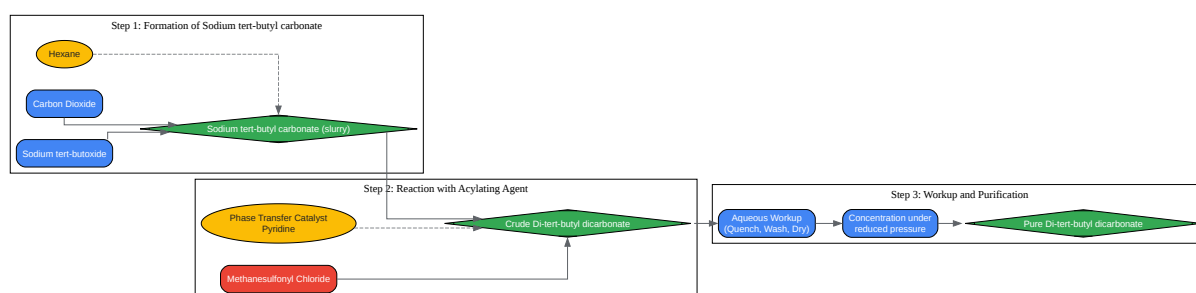 Step 1: Formation of Sodium tert-butyl carbonate
Hexane
Carbon Dioxide
Sodium tert-butoxide
Sodium tert-butyl carbonate (slurry)
Step 2: Reaction with Acylating Agent
Phase Transfer Catalyst
Pyridine
Crude Di-tert-butyl dicarbonate
Methanesulfonyl Chloride
Step 3: Workup and Purification
Aqueous Workup
(Quench, Wash, Dry)
Concentration under
reduced pressure
Pure Di-tert-butyl dicarbonate